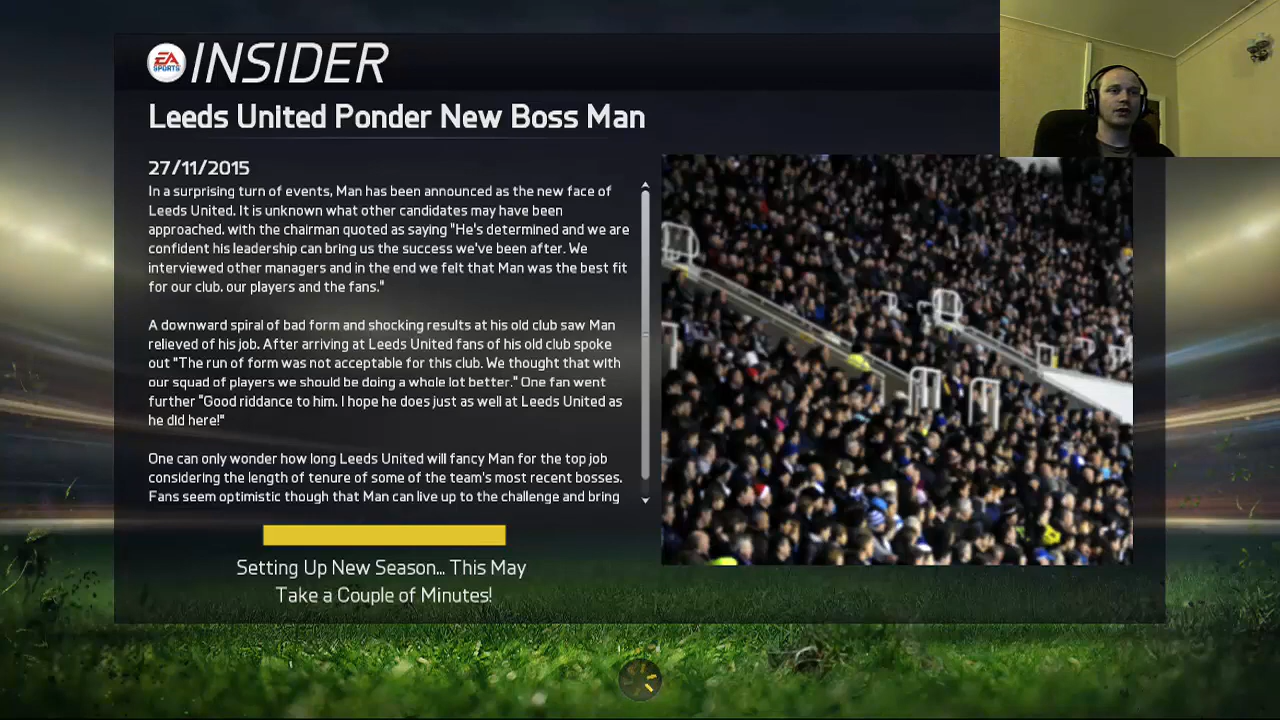 EA SPORTS INSIDER
Leeds United Ponder New Boss Man
27/11/2015
In a surprising turn of events, Man has been announced as the new face of
Leeds United. It is unknown what other candidates may have been
approached, with the chairman quoted as saying "He's determined and we are
confident his leadership can bring us the success we've been after. We
interviewed other managers and in the end we felt that Man was the best fit
for our club, our players and the fans."
A downward spiral of bad form and shocking results at his old club saw Man
relieved of his job. After arriving at Leeds United fans of his old club spoke
out "The run of form was not acceptable for this club. We thought that with
our squad of players we should be doing a whole lot better." One fan went
further "Good riddance to him. I hope he does just as well at Leeds United as
he did here!"
One can only wonder how long Leeds United will fancy Man for the top job
considering the length of tenure of some of the team's most recent bosses.
Fans seem optimistic though that Man can live up to the challenge and bring
Setting Up New Season... This May
Take a Couple of Minutes!